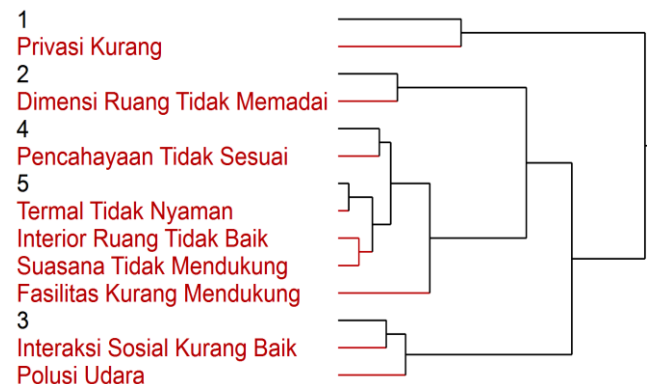 1
Privasi Kurang
2
Dimensi Ruang Tidak Memadai
4
Pencahayaan Tidak Sesuai
5
Termal Tidak Nyaman
Interior Ruang Tidak Baik
Suasana Tidak Mendukung
Fasilitas Kurang Mendukung
3
Interaksi Sosial Kurang Baik
Polusi Udara